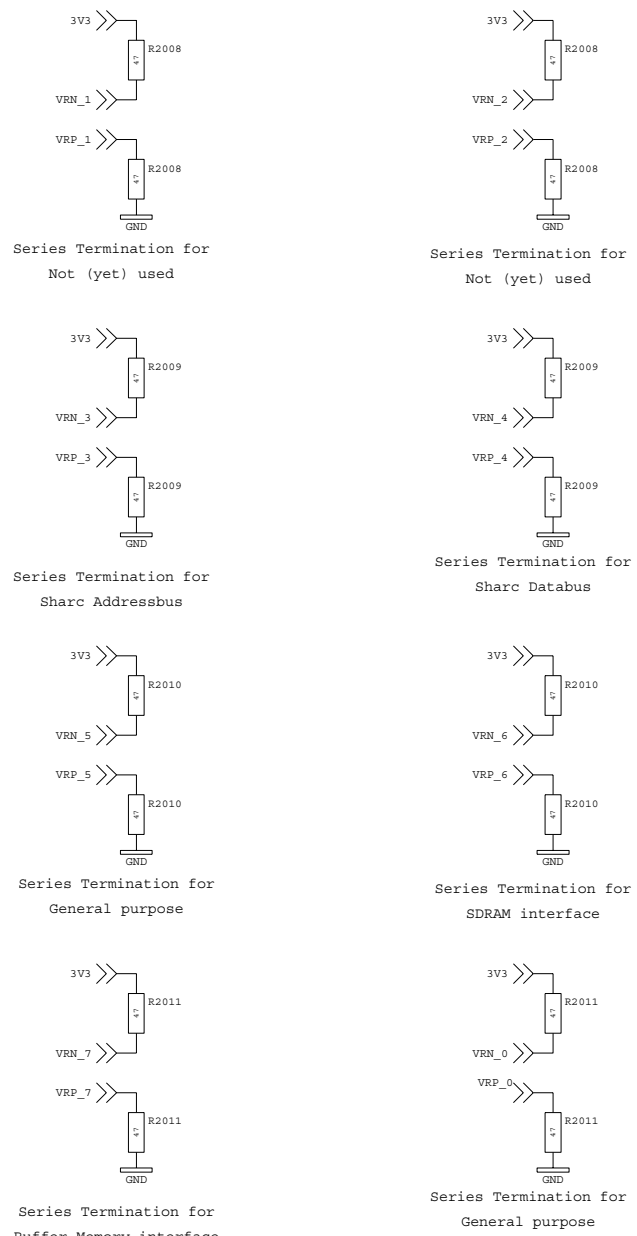 3V3
R2008
47
VRN_1
VRP_1
R2008
47
GND
Series Termination for
Not (yet) used
3V3
R2008
47
VRN_2
VRP_2
R2008
47
GND
Series Termination for
Not (yet) used
3V3
R2009
47
VRN_3
VRP_3
R2009
47
GND
Series Termination for
Sharc Addressbus
3V3
R2009
47
VRN_4
VRP_4
R2009
47
GND
Series Termination for
Sharc Databus
3V3
R2010
47
VRN_5
VRP_5
R2010
47
GND
Series Termination for
General purpose
3V3
R2010
47
VRN_6
VRP_6
R2010
47
GND
Series Termination for
SDRAM interface
3V3
R2011
47
VRN_7
VRP_7
R2011
47
GND
Series Termination for
Buffer Memory interface
3V3
R2011
47
VRN_0
VRP_0
R2011
47
GND
Series Termination for
General purpose